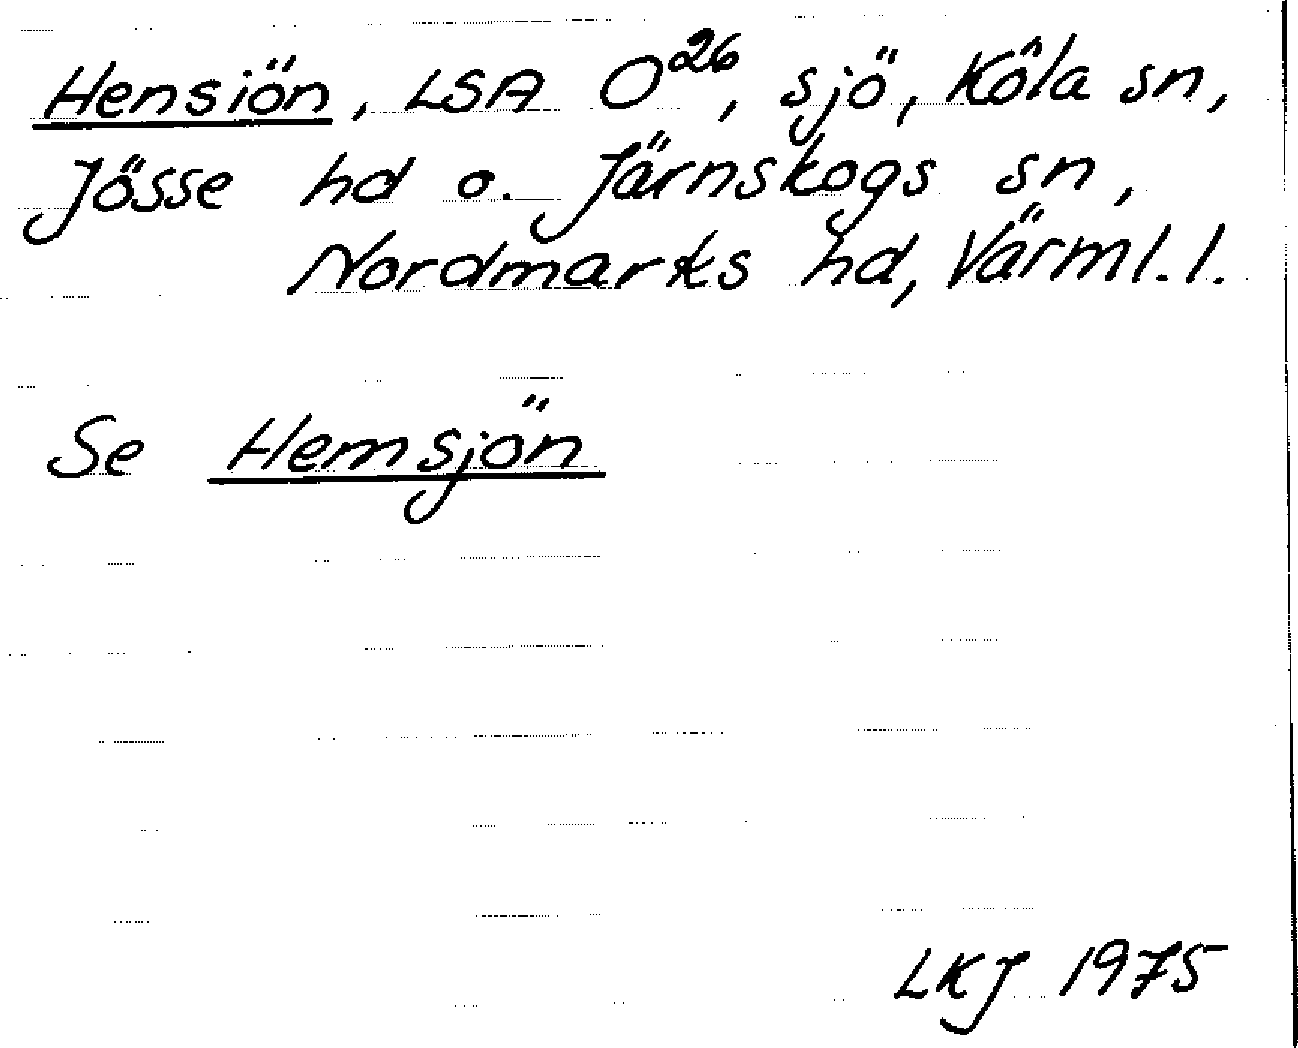 Hensiön, LSA O26, sjö, Köla sn,
Jösse hd o. Järnskogs sn,
Nordmarks hd, Värml. l.
Se Hemsjön
LKJ 1975